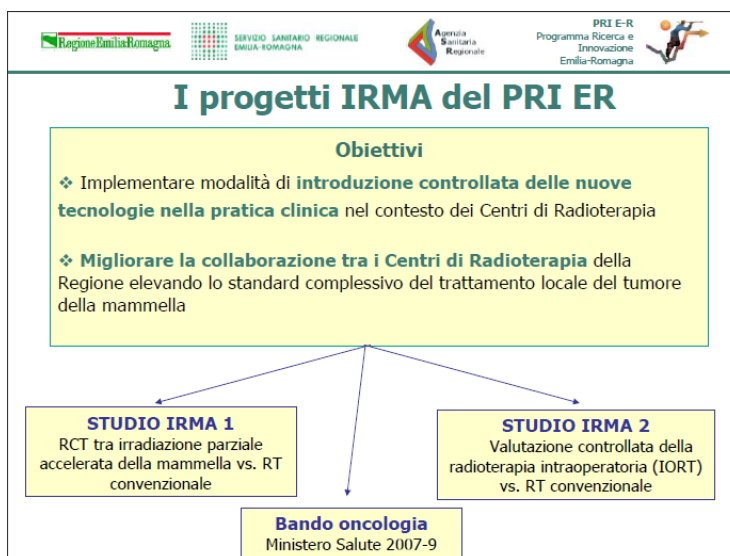 RegioneEmilia-Romagna
SERVIZIO SANITARIO REGIONALE
EMILIA-ROMAGNA
Agenzia
Sanitaria
Regionale
PRI E-R
Programma Ricerca e
Innovazione
Emilia-Romagna
I progetti IRMA del PRI ER
Obiettivi
❖ Implementare modalità di introduzione controllata delle nuove
tecnologie nella pratica clinica nel contesto dei Centri di Radioterapia
❖ Migliorare la collaborazione tra i Centri di Radioterapia della
Regione elevando lo standard complessivo del trattamento locale del tumore
della mammella
STUDIO IRMA 1
RCT tra irradiazione parziale
accelerata della mammella vs. RT
convenzionale
STUDIO IRMA 2
Valutazione controllata della
radioterapia intraoperatoria (IORT)
vs. RT convenzionale
Bando oncologia
Ministero Salute 2007-9